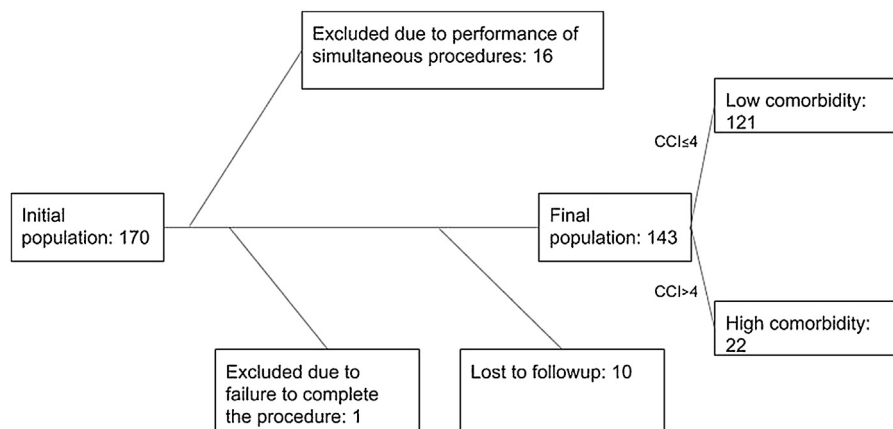 Excluded due to performance of
simultaneous procedures: 16
Low comorbidity:
121
CCI≤4
Initial
population: 170
Final
population: 143
CCI>4
High comorbidity:
22
Excluded due to
failure to complete
the procedure: 1
Lost to followup: 10